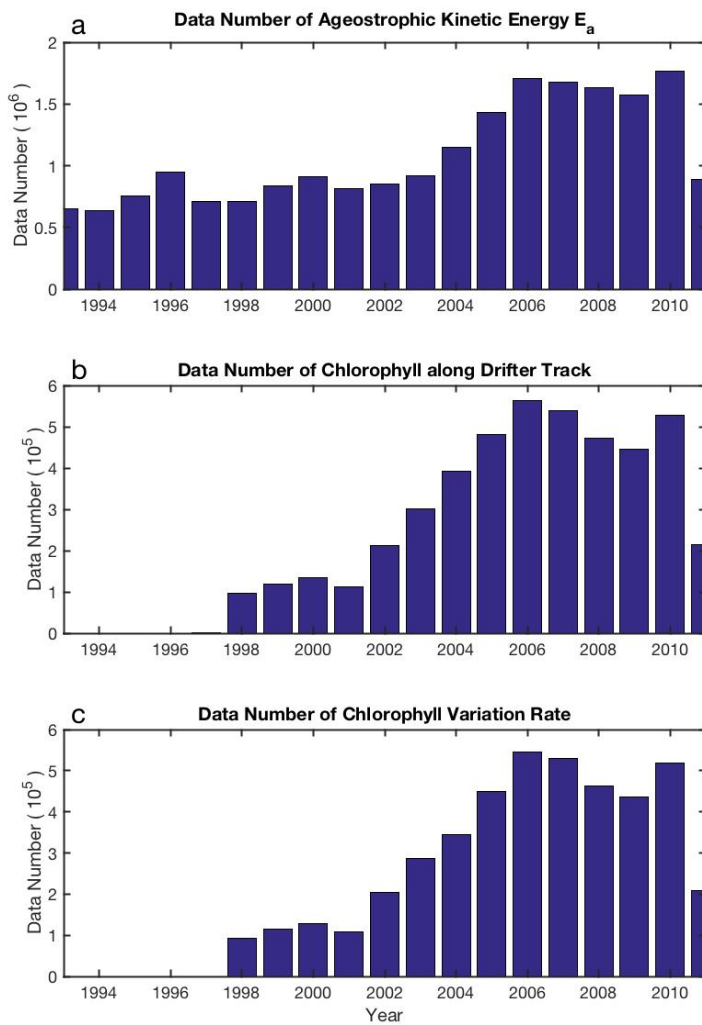 a
Data Number of Ageostrophic Kinetic Energy Ea
Data Number ( 10^6 )
2
1.5
1
0.5
0
1994 1996 1998 2000 2002 2004 2006 2008 2010
b
Data Number of Chlorophyll along Drifter Track
Data Number ( 10^5 )
6
5
4
3
2
1
0
1994 1996 1998 2000 2002 2004 2006 2008 2010
c
Data Number of Chlorophyll Variation Rate
Data Number ( 10^5 )
6
5
4
3
2
1
0
1994 1996 1998 2000 2002 2004 2006 2008 2010
Year